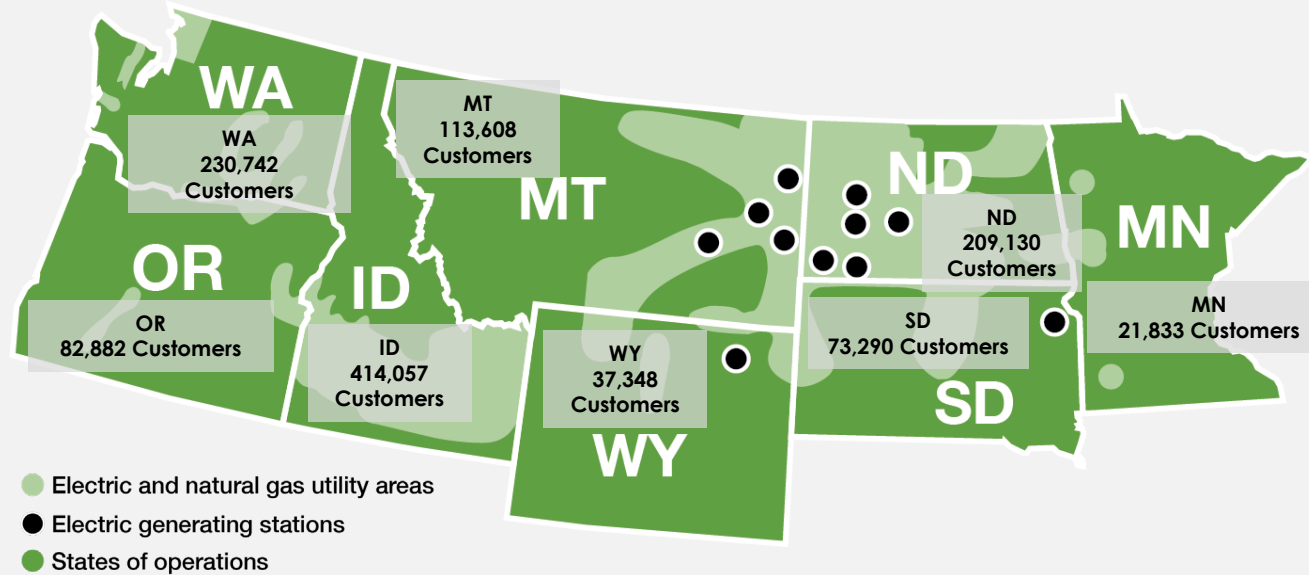 WA
WA
230,742
Customers
MT
113,608
Customers
MT
ND
ND
209,130
Customers
MN
MN
21,833 Customers
OR
OR
82,882 Customers
ID
ID
414,057
Customers
WY
37,348
Customers
WY
SD
73,290 Customers
SD
Electric and natural gas utility areas
Electric generating stations
States of operations